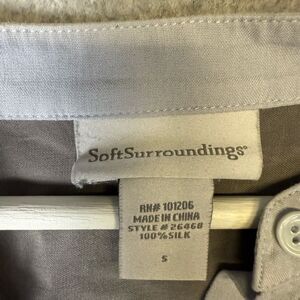 SoftSurroundings®
RN# 101206
MADE IN CHINA
STYLE # 26468
100% SILK
S